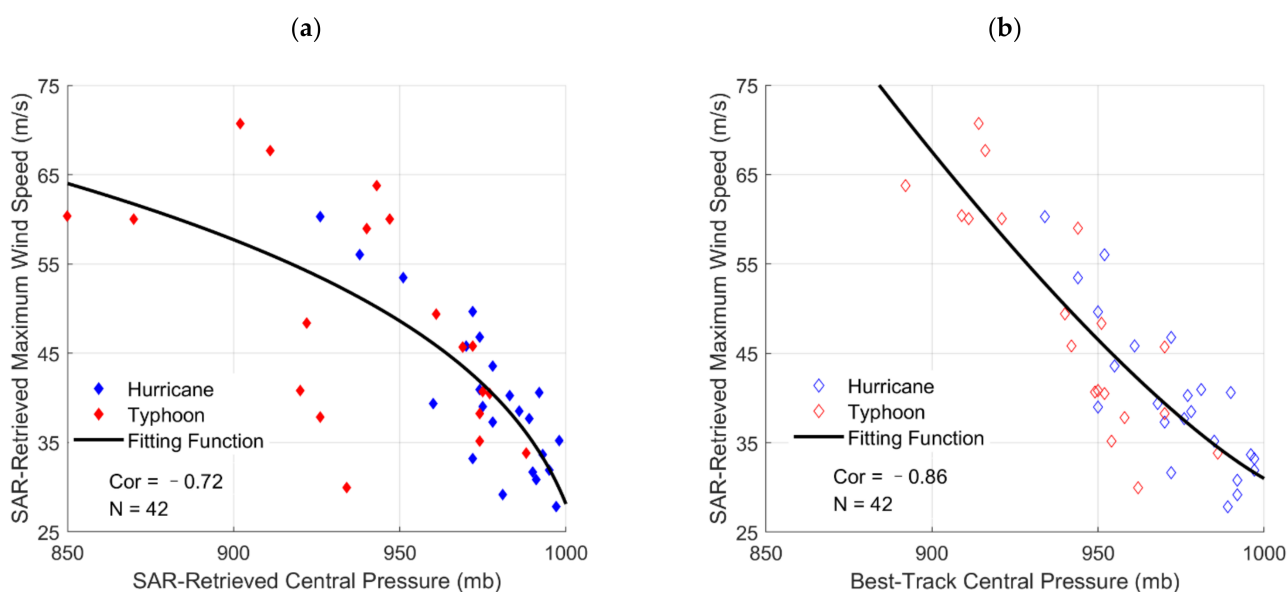 (a)
75
65
55
45
35
25
850
900
950
1000
SAR-Retrieved Maximum Wind Speed (m/s)
SAR-Retrieved Central Pressure (mb)
Hurricane
Typhoon
Fitting Function
Cor = －0.72
N = 42
(b)
75
65
55
45
35
25
850
900
950
1000
SAR-Retrieved Maximum Wind Speed (m/s)
Best-Track Central Pressure (mb)
Hurricane
Typhoon
Fitting Function
Cor = －0.86
N = 42